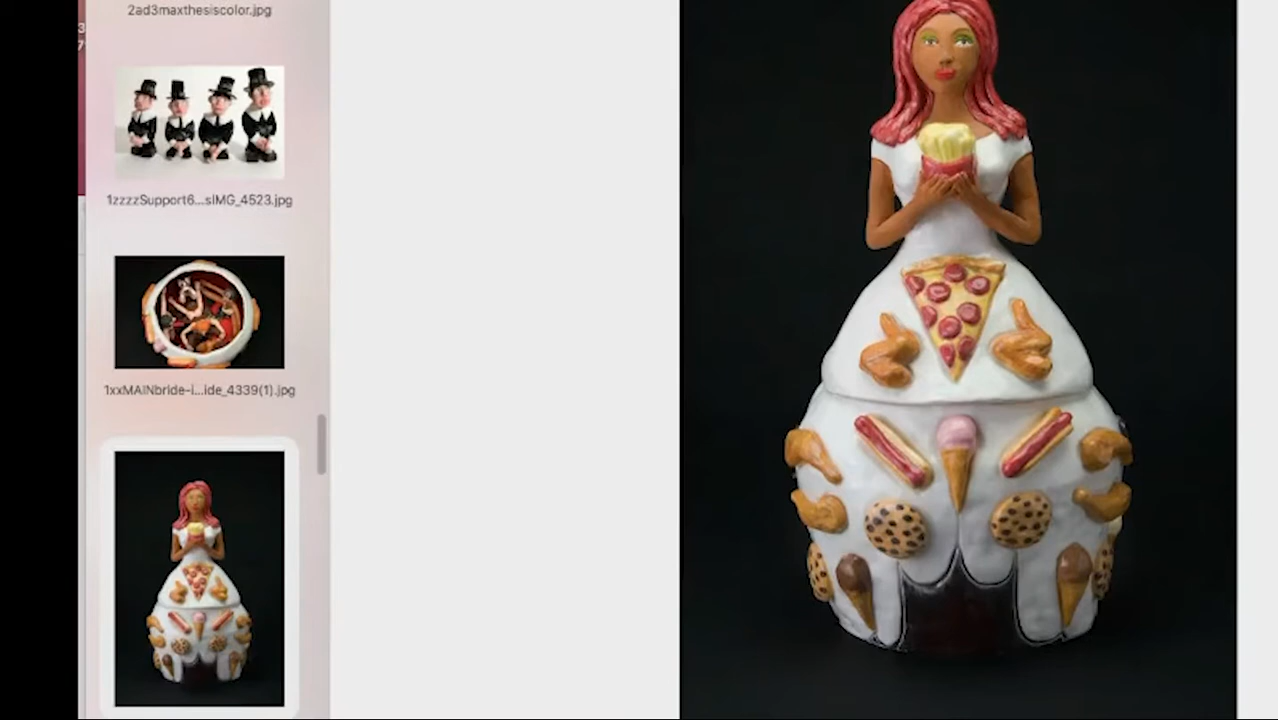 2ad3maxthesiscolor.jpg
1zzzzSupport6...sIMG_4523.jpg
1xxMAINbride-i...ide_4339(1).jpg